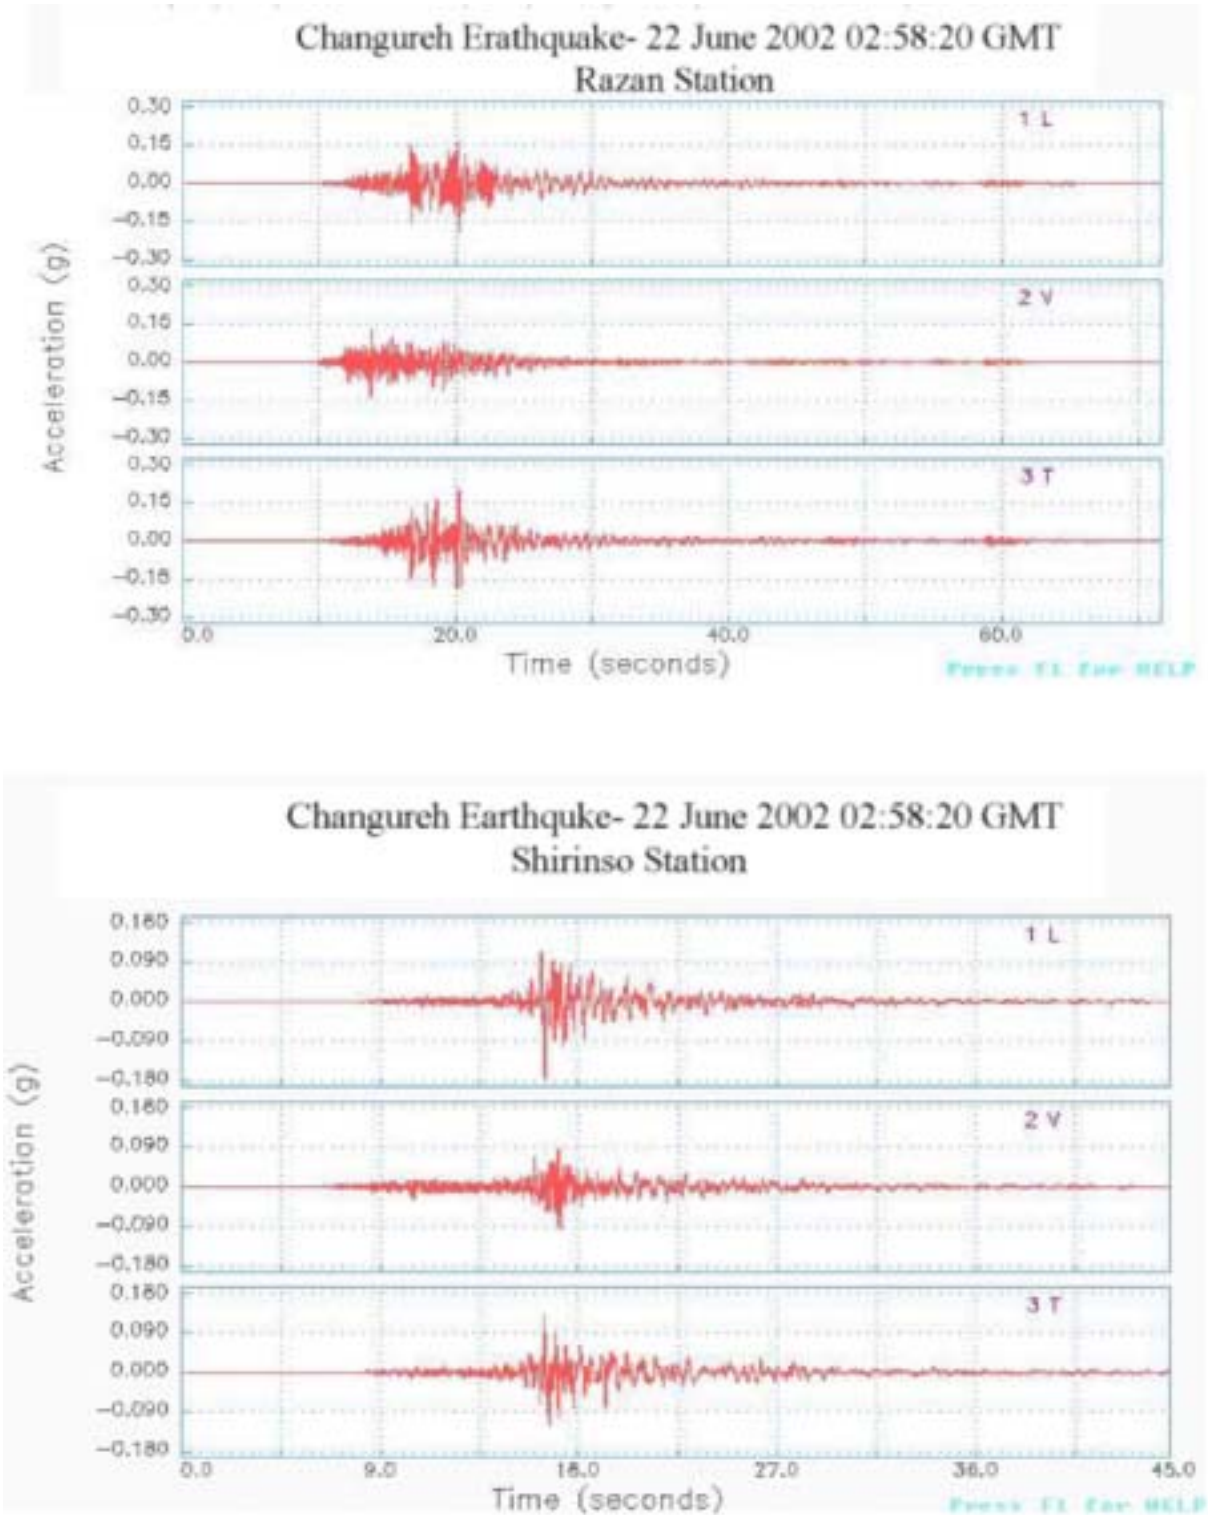 Changureh Erathquake- 22 June 2002 02:58:20 GMT
Razan Station
0.30
1 L
0.15
0.00
-0.15
-0.30
0.30
2 V
0.15
0.00
-0.15
-0.30
0.30
3 T
0.15
0.00
-0.15
-0.30
Acceleration (g)
0.0 20.0 40.0 60.0
Time (seconds)
Press F1 for HELP
Changureh Earthquke- 22 June 2002 02:58:20 GMT
Shirinso Station
0.180
1 L
0.090
0.000
-0.090
-0.180
0.180
2 V
0.090
0.000
-0.090
-0.180
0.180
3 T
0.090
0.000
-0.090
-0.180
Acceleration (g)
0.0 9.0 18.0 27.0 36.0 45.0
Time (seconds)
Press F1 for HELP